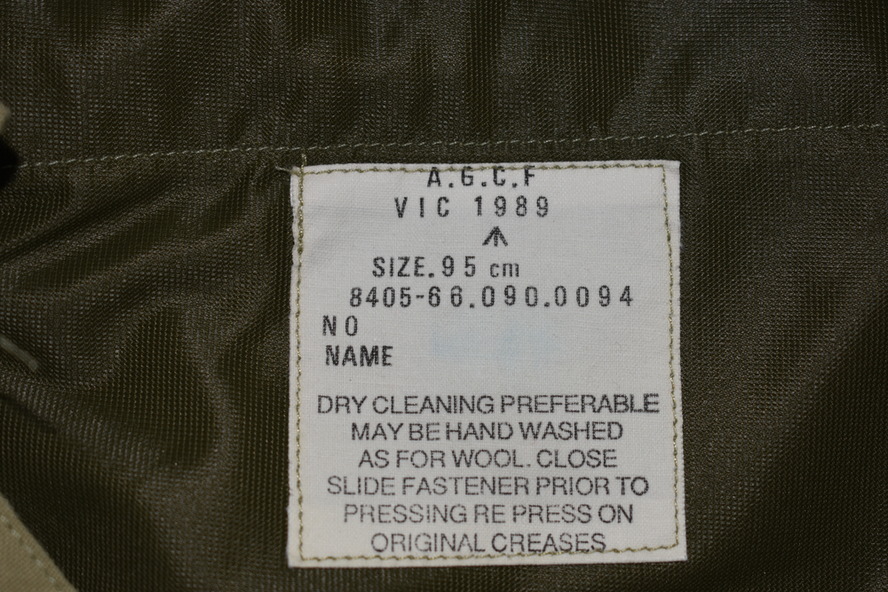 A.G.C.F
VIC 1989
SIZE.95 cm
8405-66.090.0094
NO
NAME
DRY CLEANING PREFERABLE
MAY BE HAND WASHED
AS FOR WOOL. CLOSE
SLIDE FASTENER PRIOR TO
PRESSING RE PRESS ON
ORIGINAL CREASES